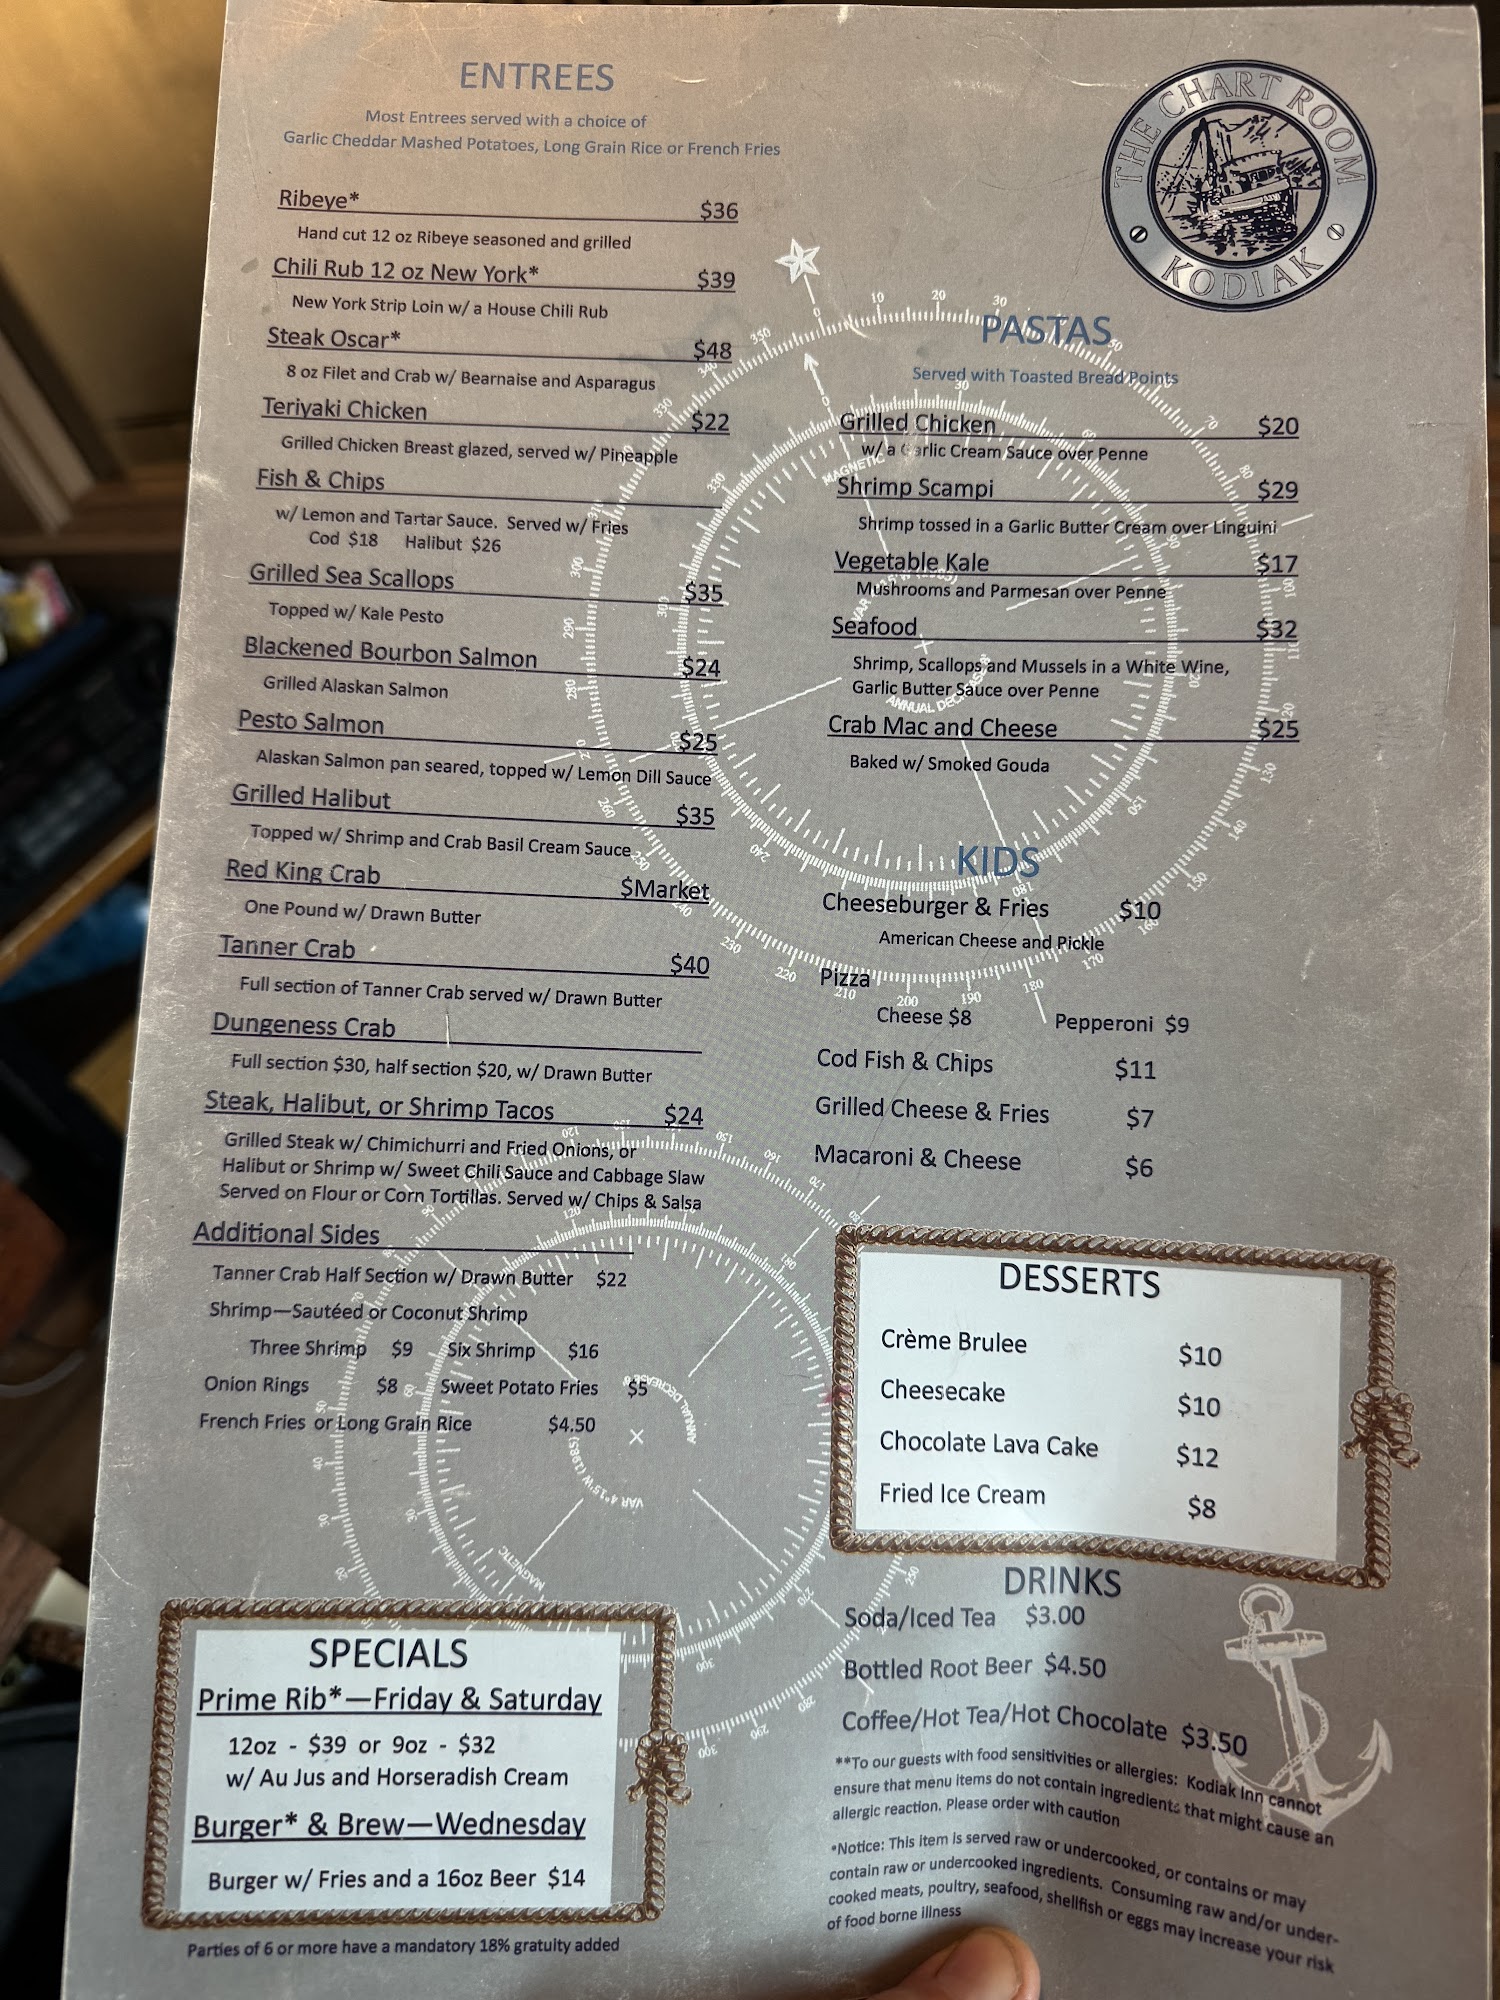 ENTREES
Most Entrees served with a choice of
Garlic Cheddar Mashed Potatoes, Long Grain Rice or French Fries
Ribeye* $36
Hand cut 12 oz Ribeye seasoned and grilled
Chili Rub 12 oz New York* $39
New York Strip Loin w/ a House Chili Rub
Steak Oscar* $48
8 oz Filet and Crab w/ Bearnaise and Asparagus
Teriyaki Chicken $22
Grilled Chicken Breast glazed, served w/ Pineapple
Fish & Chips
w/ Lemon and Tartar Sauce. Served w/ Fries
Cod $18 Halibut $26
Grilled Sea Scallops $35
Topped w/ Kale Pesto
Blackened Bourbon Salmon $24
Grilled Alaskan Salmon
Pesto Salmon $25
Alaskan Salmon pan seared, topped w/ Lemon Dill Sauce
Grilled Halibut $35
Topped w/ Shrimp and Crab Basil Cream Sauce
Red King Crab $Market
One Pound w/ Drawn Butter
Tanner Crab $40
Full section of Tanner Crab served w/ Drawn Butter
Dungeness Crab
Full section $30, half section $20, w/ Drawn Butter
Steak, Halibut, or Shrimp Tacos $24
Grilled Steak w/ Chimichurri and Fried Onions, or
Halibut or Shrimp w/ Sweet Chili Sauce and Cabbage Slaw
Served on Flour or Corn Tortillas. Served w/ Chips & Salsa
Additional Sides
Tanner Crab Half Section w/ Drawn Butter $22
Shrimp—Sautéed or Coconut Shrimp
Three Shrimp $9 Six Shrimp $16
Onion Rings $8 Sweet Potato Fries $5
French Fries or Long Grain Rice $4.50
SPECIALS
Prime Rib*—Friday & Saturday
12oz - $39 or 9oz - $32
w/ Au Jus and Horseradish Cream
Burger* & Brew—Wednesday
Burger w/ Fries and a 16oz Beer $14
Parties of 6 or more have a mandatory 18% gratuity added
THE CHART ROOM
KODIAK
PASTAS
Served with Toasted Bread Points
Grilled Chicken $20
w/ a Garlic Cream Sauce over Penne
Shrimp Scampi $29
Shrimp tossed in a Garlic Butter Cream over Linguini
Vegetable Kale $17
Mushrooms and Parmesan over Penne
Seafood $32
Shrimp, Scallops and Mussels in a White Wine,
Garlic Butter Sauce over Penne
Crab Mac and Cheese $25
Baked w/ Smoked Gouda
KIDS
Cheeseburger & Fries $10
American Cheese and Pickle
Pizza
Cheese $8 Pepperoni $9
Cod Fish & Chips $11
Grilled Cheese & Fries $7
Macaroni & Cheese $6
DESSERTS
Crème Brulee $10
Cheesecake $10
Chocolate Lava Cake $12
Fried Ice Cream $8
DRINKS
Soda/Iced Tea $3.00
Bottled Root Beer $4.50
Coffee/Hot Tea/Hot Chocolate $3.50
**To our guests with food sensitivities or allergies: Kodiak Inn cannot
ensure that menu items do not contain ingredients that might cause an
allergic reaction. Please order with caution
*Notice: This item is served raw or undercooked, or contains or may
contain raw or undercooked ingredients. Consuming raw and/or under-
cooked meats, poultry, seafood, shellfish or eggs may increase your risk
of food borne illness
MAGNETIC
ANNUAL DECREASE
VAR 4°15'W (1985)
MAGNETIC